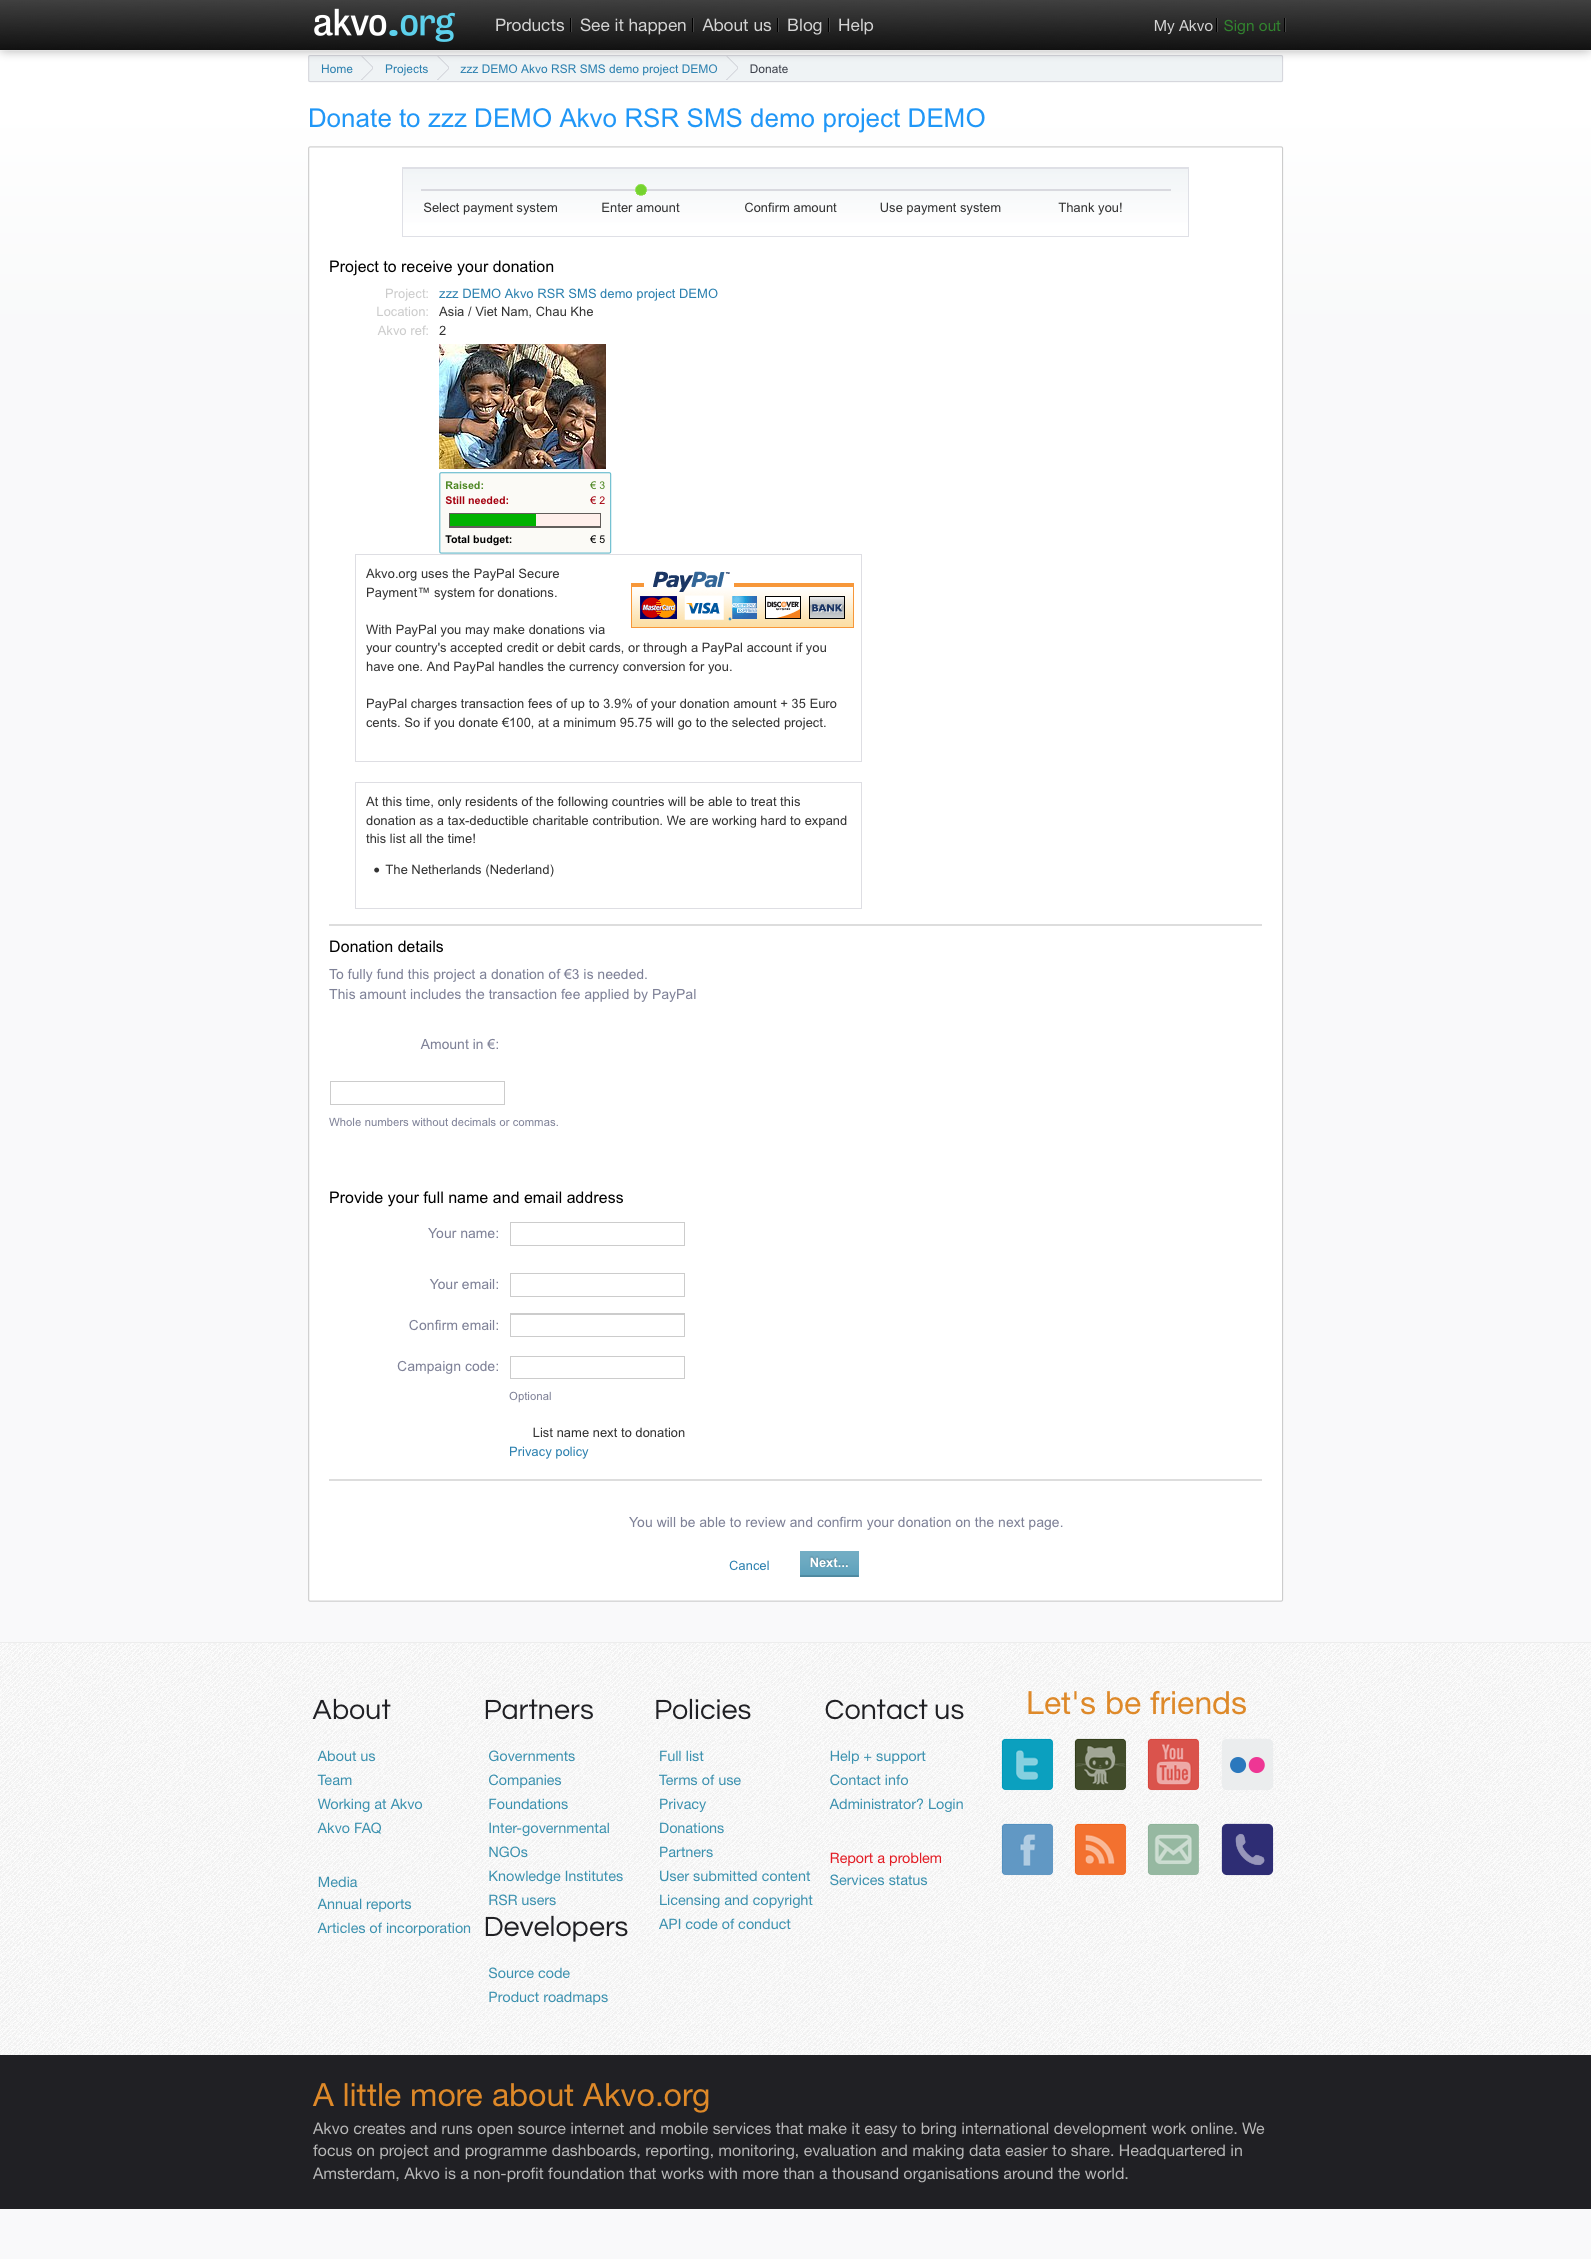 akvo.org
Products See it happen About us Blog Help
My Akvo Sign out
Home Projects zzz DEMO Akvo RSR SMS demo project DEMO Donate
Donate to zzz DEMO Akvo RSR SMS demo project DEMO
Select payment system Enter amount Confirm amount Use payment system Thank you!
Project to receive your donation
Project: zzz DEMO Akvo RSR SMS demo project DEMO
Location: Asia / Viet Nam, Chau Khe
Akvo ref: 2
Raised: € 3
Still needed: € 2
Total budget: € 5
Akvo.org uses the PayPal Secure
Payment™ system for donations.
PayPal™
MasterCard VISA DISCOVER BANK
With PayPal you may make donations via
your country's accepted credit or debit cards, or through a PayPal account if you
have one. And PayPal handles the currency conversion for you.
PayPal charges transaction fees of up to 3.9% of your donation amount + 35 Euro
cents. So if you donate €100, at a minimum 95.75 will go to the selected project.
At this time, only residents of the following countries will be able to treat this
donation as a tax-deductible charitable contribution. We are working hard to expand
this list all the time!
• The Netherlands (Nederland)
Donation details
To fully fund this project a donation of €3 is needed.
This amount includes the transaction fee applied by PayPal
Amount in €:
Whole numbers without decimals or commas.
Provide your full name and email address
Your name:
Your email:
Confirm email:
Campaign code:
Optional
List name next to donation
Privacy policy
You will be able to review and confirm your donation on the next page.
Cancel Next...
About
About us
Team
Working at Akvo
Akvo FAQ
Media
Annual reports
Articles of incorporation
Partners
Governments
Companies
Foundations
Inter-governmental
NGOs
Knowledge Institutes
RSR users
Developers
Source code
Product roadmaps
Policies
Full list
Terms of use
Privacy
Donations
Partners
User submitted content
Licensing and copyright
API code of conduct
Contact us
Help + support
Contact info
Administrator? Login
Report a problem
Services status
Let's be friends
You
Tube
A little more about Akvo.org
Akvo creates and runs open source internet and mobile services that make it easy to bring international development work online. We
focus on project and programme dashboards, reporting, monitoring, evaluation and making data easier to share. Headquartered in
Amsterdam, Akvo is a non-profit foundation that works with more than a thousand organisations around the world.